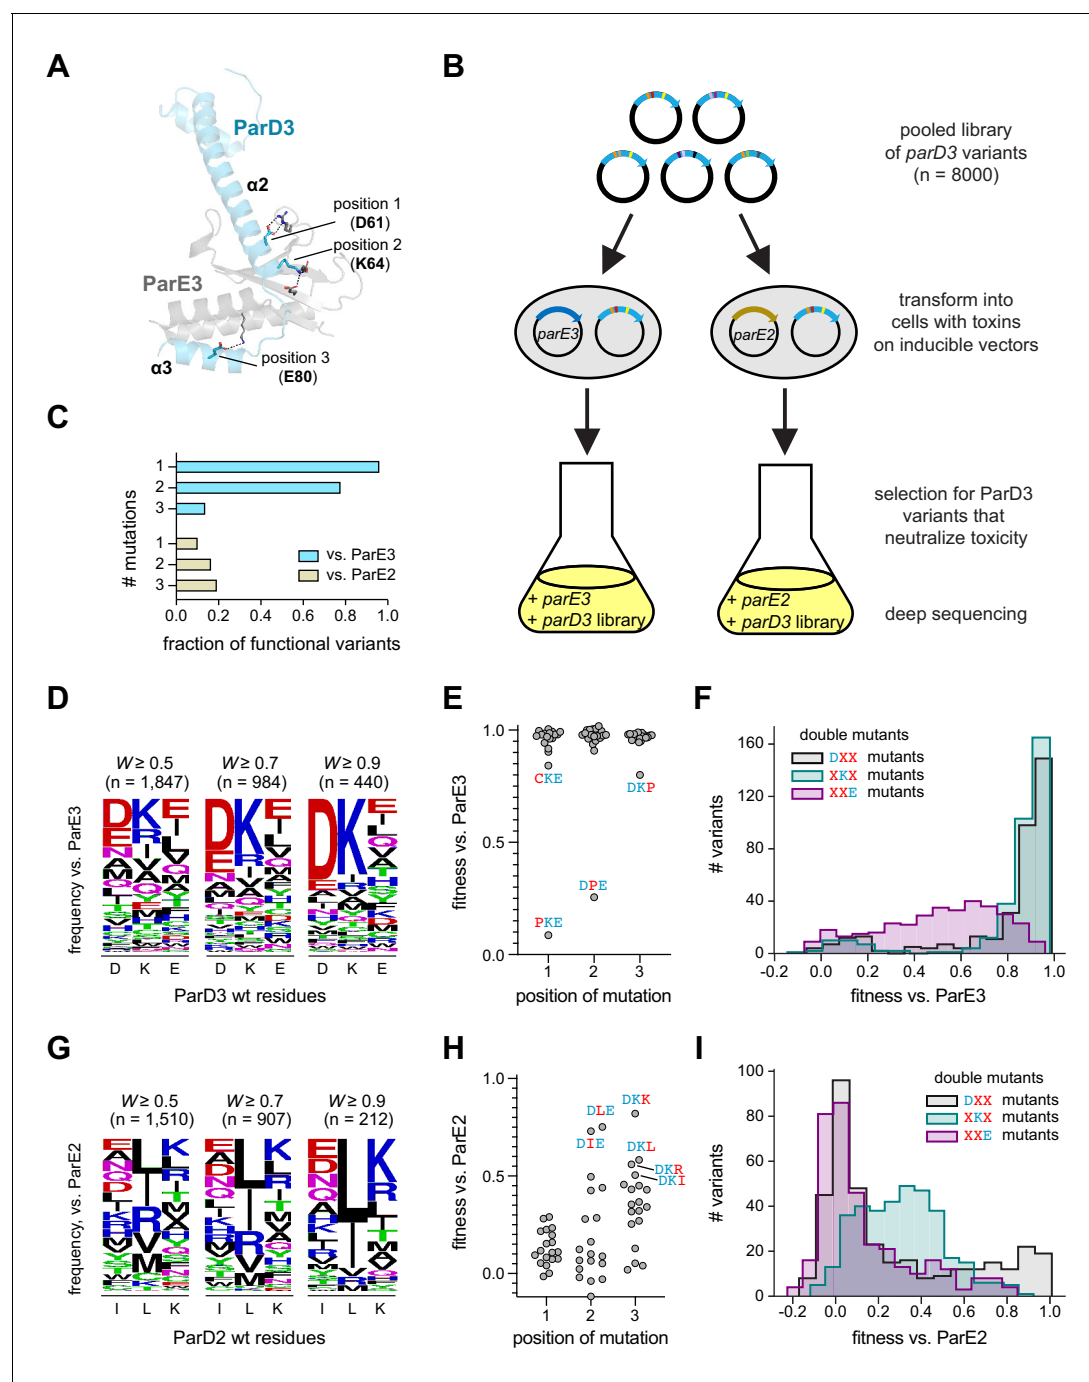 A
ParD3
α2
position 1
(D61)
position 2
(K64)
ParE3
α3
position 3
(E80)
B
pooled library
of parD3 variants
(n = 8000)
parE3
parE2
transform into
cells with toxins
on inducible vectors
+ parE3
+ parD3 library
+ parE2
+ parD3 library
selection for ParD3
variants that
neutralize toxicity
deep sequencing
C
# mutations
1
2
3
1
2
3
vs. ParE3
vs. ParE2
0.0 0.2 0.4 0.6 0.8 1.0
fraction of functional variants
D
W ≥ 0.5
(n = 1,847)
W ≥ 0.7
(n = 984)
W ≥ 0.9
(n = 440)
frequency vs. ParE3
D K E
D K E
D K E
ParD3 wt residues
E
fitness vs. ParE3
1.0
0.5
0.0
CKE
DKP
DPE
PKE
1 2 3
position of mutation
F
# variants
160
120
80
40
0
double mutants
DXX mutants
XKX mutants
XXE mutants
-0.2 0.0 0.2 0.4 0.6 0.8 1.0
fitness vs. ParE3
G
W ≥ 0.5
(n = 1,510)
W ≥ 0.7
(n = 907)
W ≥ 0.9
(n = 212)
frequency, vs. ParE2
I L K
I L K
I L K
ParD2 wt residues
H
fitness vs. ParE2
1.0
0.5
0.0
DKK
DLE
DIE
DKL
DKR
DKI
1 2 3
position of mutation
I
# variants
100
80
60
40
20
0
double mutants
DXX mutants
XKX mutants
XXE mutants
-0.2 0.0 0.2 0.4 0.6 0.8 1.0
fitness vs. ParE2